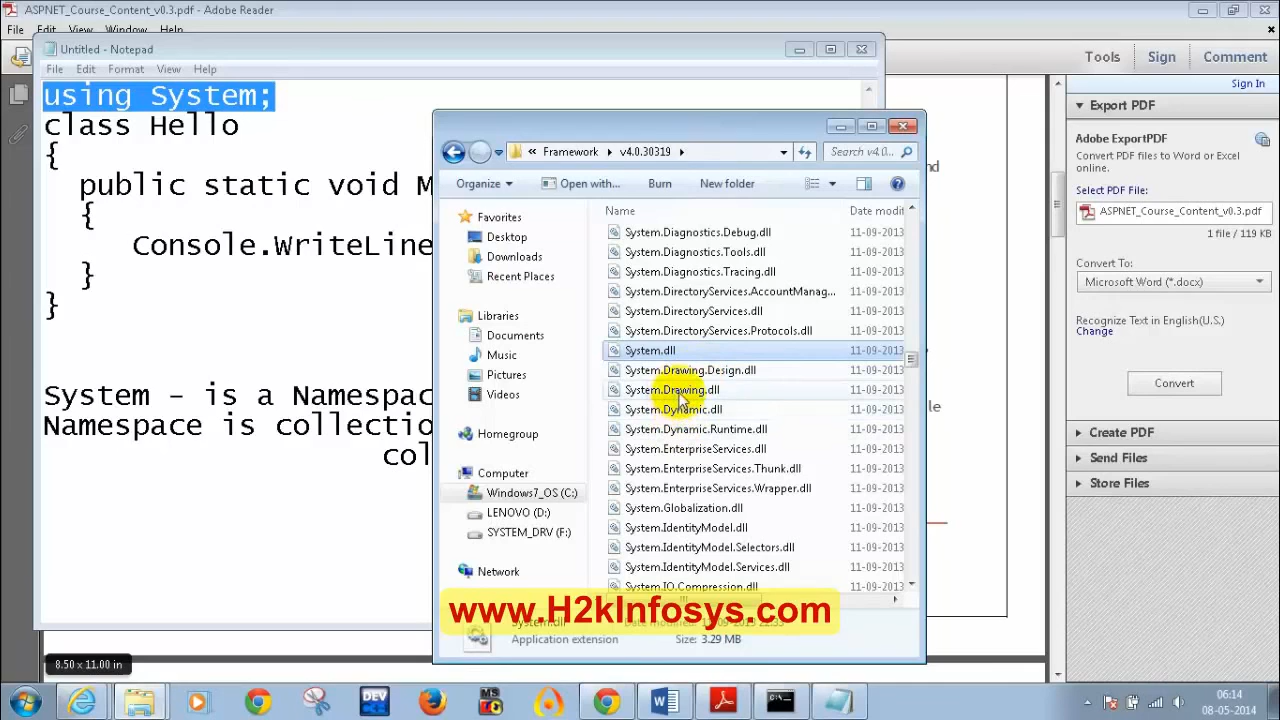 ASPNET_Course_Content_v0.3.pdf - Adobe Reader
File Edit View Window Help
Tools Sign Comment
Sign In
Export PDF
Adobe ExportPDF
Convert PDF files to Word or Excel
online.
Select PDF File:
ASPNET_Course_Content_v0.3.pdf
1 file / 119 KB
Convert To:
Microsoft Word (*.docx)
Recognize Text in English(U.S.)
Change
Convert
Create PDF
Send Files
Store Files
8.50 x 11.00 in
Untitled - Notepad
File Edit Format View Help
using System;
class Hello
{
public static void M
{
Console.WriteLine
}
}
System - is a Namespac
Namespace is collectio
col
Framework v4.0.30319
Search v4.0...
Organize Open with... Burn New folder
Favorites
Desktop
Downloads
Recent Places
Libraries
Documents
Music
Pictures
Videos
Homegroup
Computer
Windows7_OS (C:)
LENOVO (D:)
SYSTEM_DRV (F:)
Network
Name Date modif
System.Diagnostics.Debug.dll 11-09-2013
System.Diagnostics.Tools.dll 11-09-2013
System.Diagnostics.Tracing.dll 11-09-2013
System.DirectoryServices.AccountManag... 11-09-2013
System.DirectoryServices.dll 11-09-2013
System.DirectoryServices.Protocols.dll 11-09-2013
System.dll 11-09-2013
System.Drawing.Design.dll 11-09-2013
System.Drawing.dll 11-09-2013
System.Dynamic.dll 11-09-2013
System.Dynamic.Runtime.dll 11-09-2013
System.EnterpriseServices.dll 11-09-2013
System.EnterpriseServices.Thunk.dll 11-09-2013
System.EnterpriseServices.Wrapper.dll 11-09-2013
System.Globalization.dll 11-09-2013
System.IdentityModel.dll 11-09-2013
System.IdentityModel.Selectors.dll 11-09-2013
System.IdentityModel.Services.dll 11-09-2013
System.IO.Compression.dll 11-09-2013
www.H2kInfosys.com
System.dll
Application extension Size: 3.29 MB
DEV
MS
06:14
08-05-2014